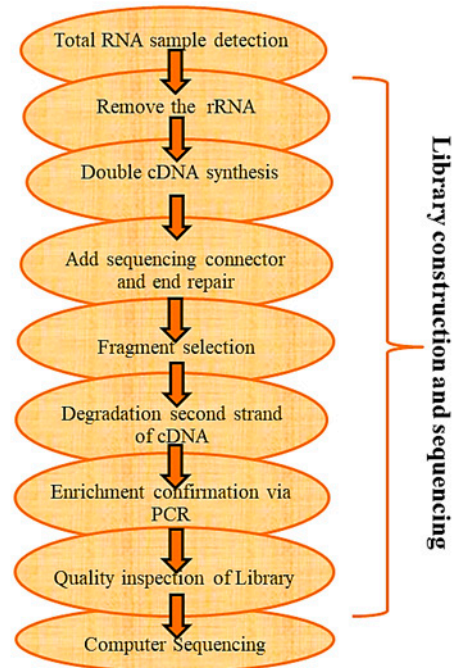 Total RNA sample detection
Remove the rRNA
Double cDNA synthesis
Add sequencing connector
and end repair
Fragment selection
Degradation second strand
of cDNA
Enrichment confirmation via
PCR
Quality inspection of Library
Computer Sequencing
Library construction and sequencing